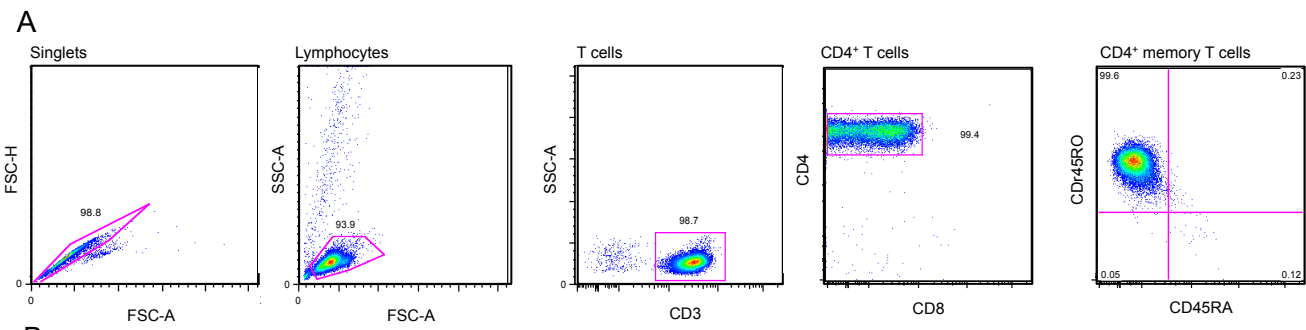 A
Singlets
Lymphocytes
T cells
CD4⁺ T cells
CD4⁺ memory T cells
FSC-H
98.8
0
0
FSC-A
SSC-A
93.9
0
0
FSC-A
SSC-A
98.7
0
CD3
CD4
99.4
CD8
CDr45RO
99.6
0.23
0.05
0.12
CD45RA